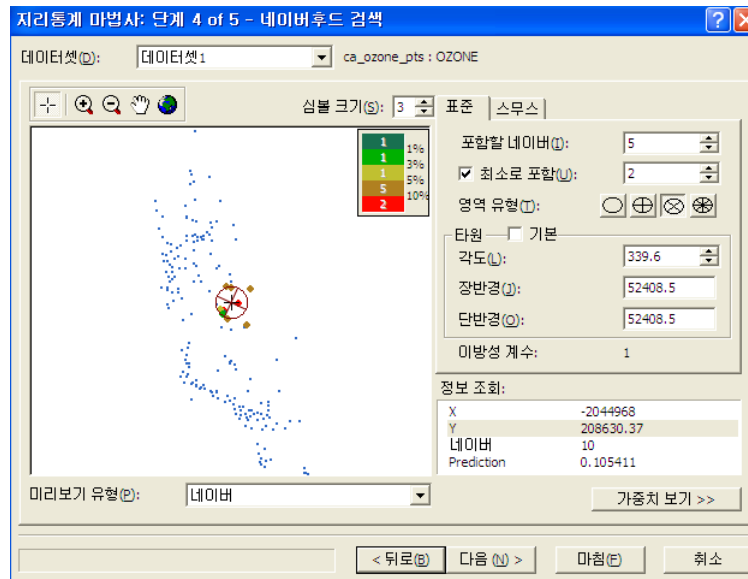 지리통계 마법사: 단계 4 of 5 - 네이버후드 검색
데이터셋(D): 데이터셋1 ca_ozone_pts : OZONE
심볼 크기(S): 3
표준 스무스
1 1%
1 3%
1 5%
5 10%
2
포함할 네이버(I): 5
최소로 포함(U): 2
영역 유형(T):
타원 기본
각도(L): 339.6
장반경(J): 52408.5
단반경(O): 52408.5
이방성 계수: 1
정보 조회:
X -2044968
Y 208630.37
네이버 10
Prediction 0.105411
미리보기 유형(P): 네이버
가중치 보기 >>
< 뒤로(B) 다음 (N) > 마침(F) 취소